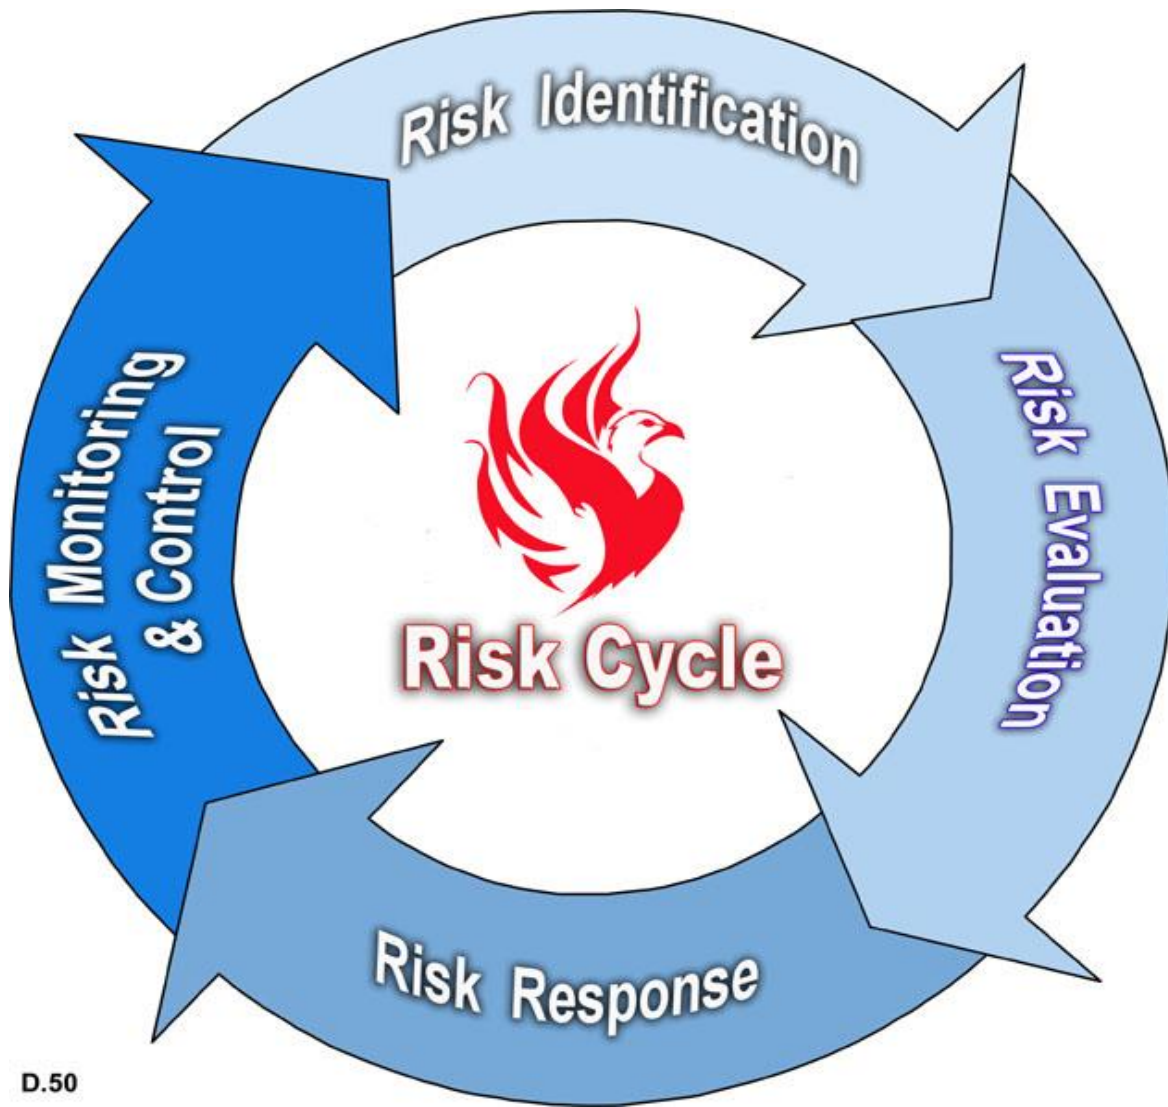 Risk Identification
Risk Evaluation
Risk Response
Risk Monitoring
& Control
Risk Cycle
D.50